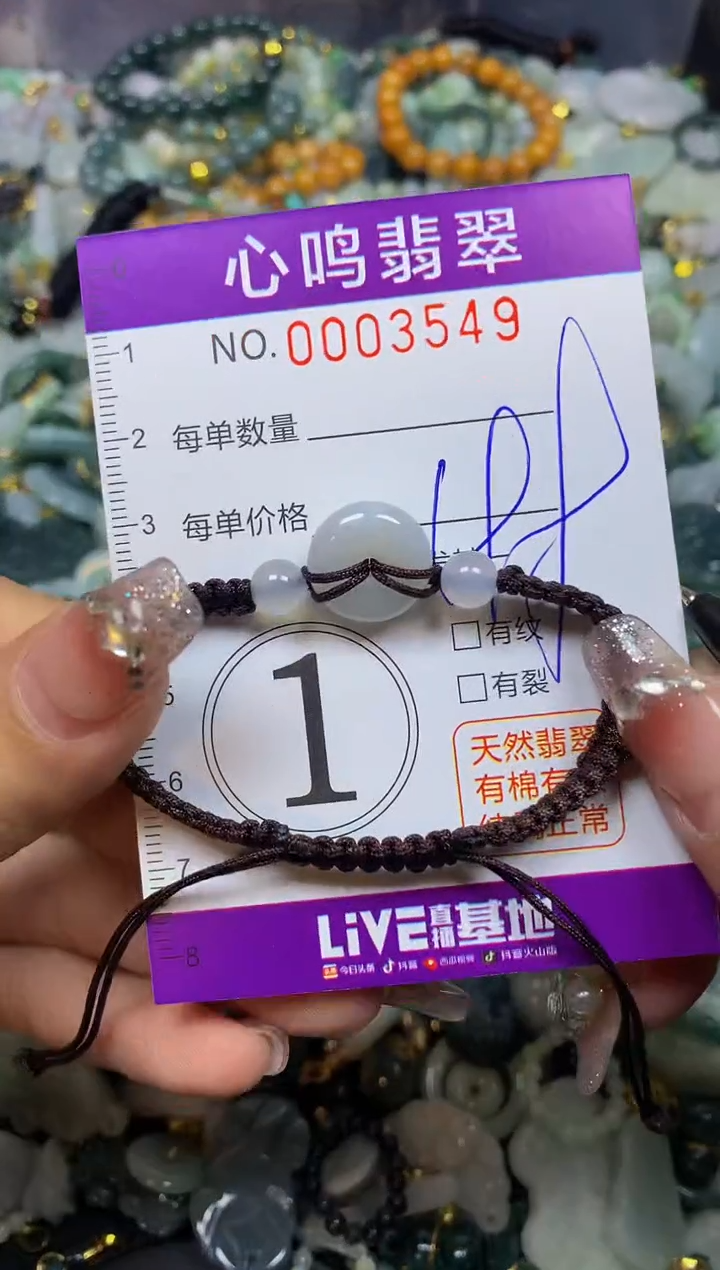 心鸣翡翠
NO. 0003549
1
2 每单数量
3 每单价格
□有纹
□有裂
1
天然翡翠
有棉有
正常
6
7
8
LiVE直播基地
今日头条 抖音 西瓜视频 抖音火山版